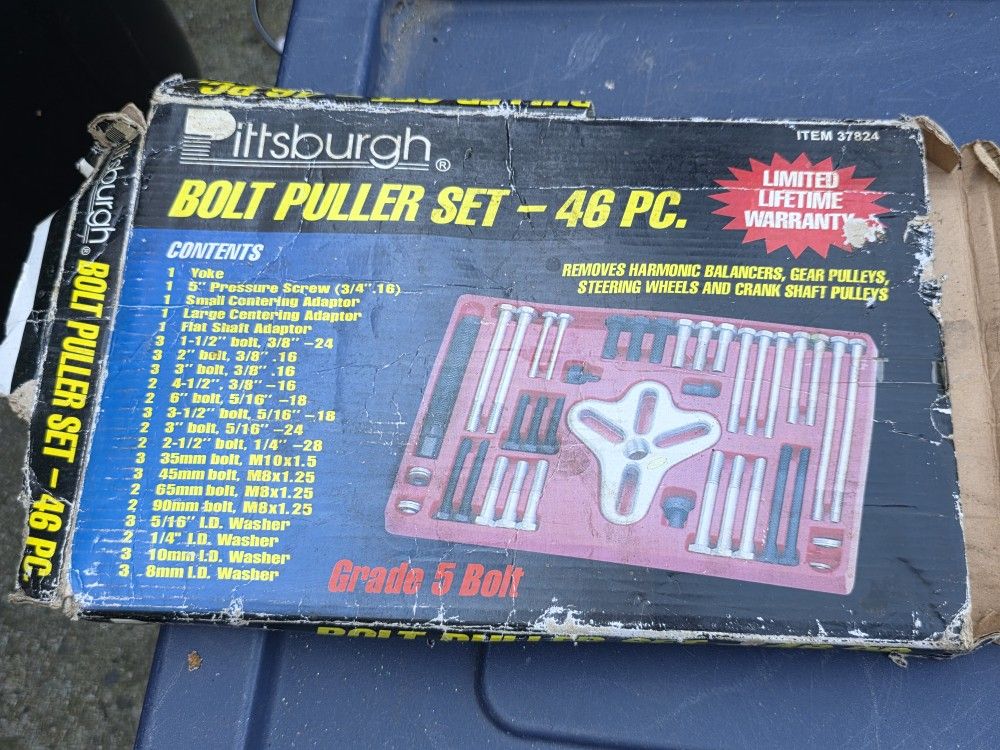 46 PC.
Pittsburgh®
ITEM 37824
BOLT PULLER SET – 46 PC.
LIMITED
LIFETIME
WARRANTY
CONTENTS
1 Yoke
1 5" Pressure Screw (3/4".16)
1 Small Centering Adaptor
1 Large Centering Adaptor
1 Flat Shaft Adaptor
3 1-1/2" bolt, 3/8" –24
3 2" bolt, 3/8" .16
3 3" bolt, 3/8" .16
2 4-1/2", 3/8" –16
2 6" bolt, 5/16" –18
3 3-1/2" bolt, 5/16" –18
2 3" bolt, 5/16" –24
2 2-1/2" bolt, 1/4" –28
3 35mm bolt, M10x1.5
3 45mm bolt, M8x1.25
2 65mm bolt, M8x1.25
2 90mm bolt, M8x1.25
3 5/16" I.D. Washer
2 1/4" I.D. Washer
3 10mm I.D. Washer
3 8mm I.D. Washer
REMOVES HARMONIC BALANCERS, GEAR PULLEYS,
STEERING WHEELS AND CRANK SHAFT PULLEYS
Grade 5 Bolt
sburgh®
BOLT PULLER SET – 46 PC.
BOLT PULLER